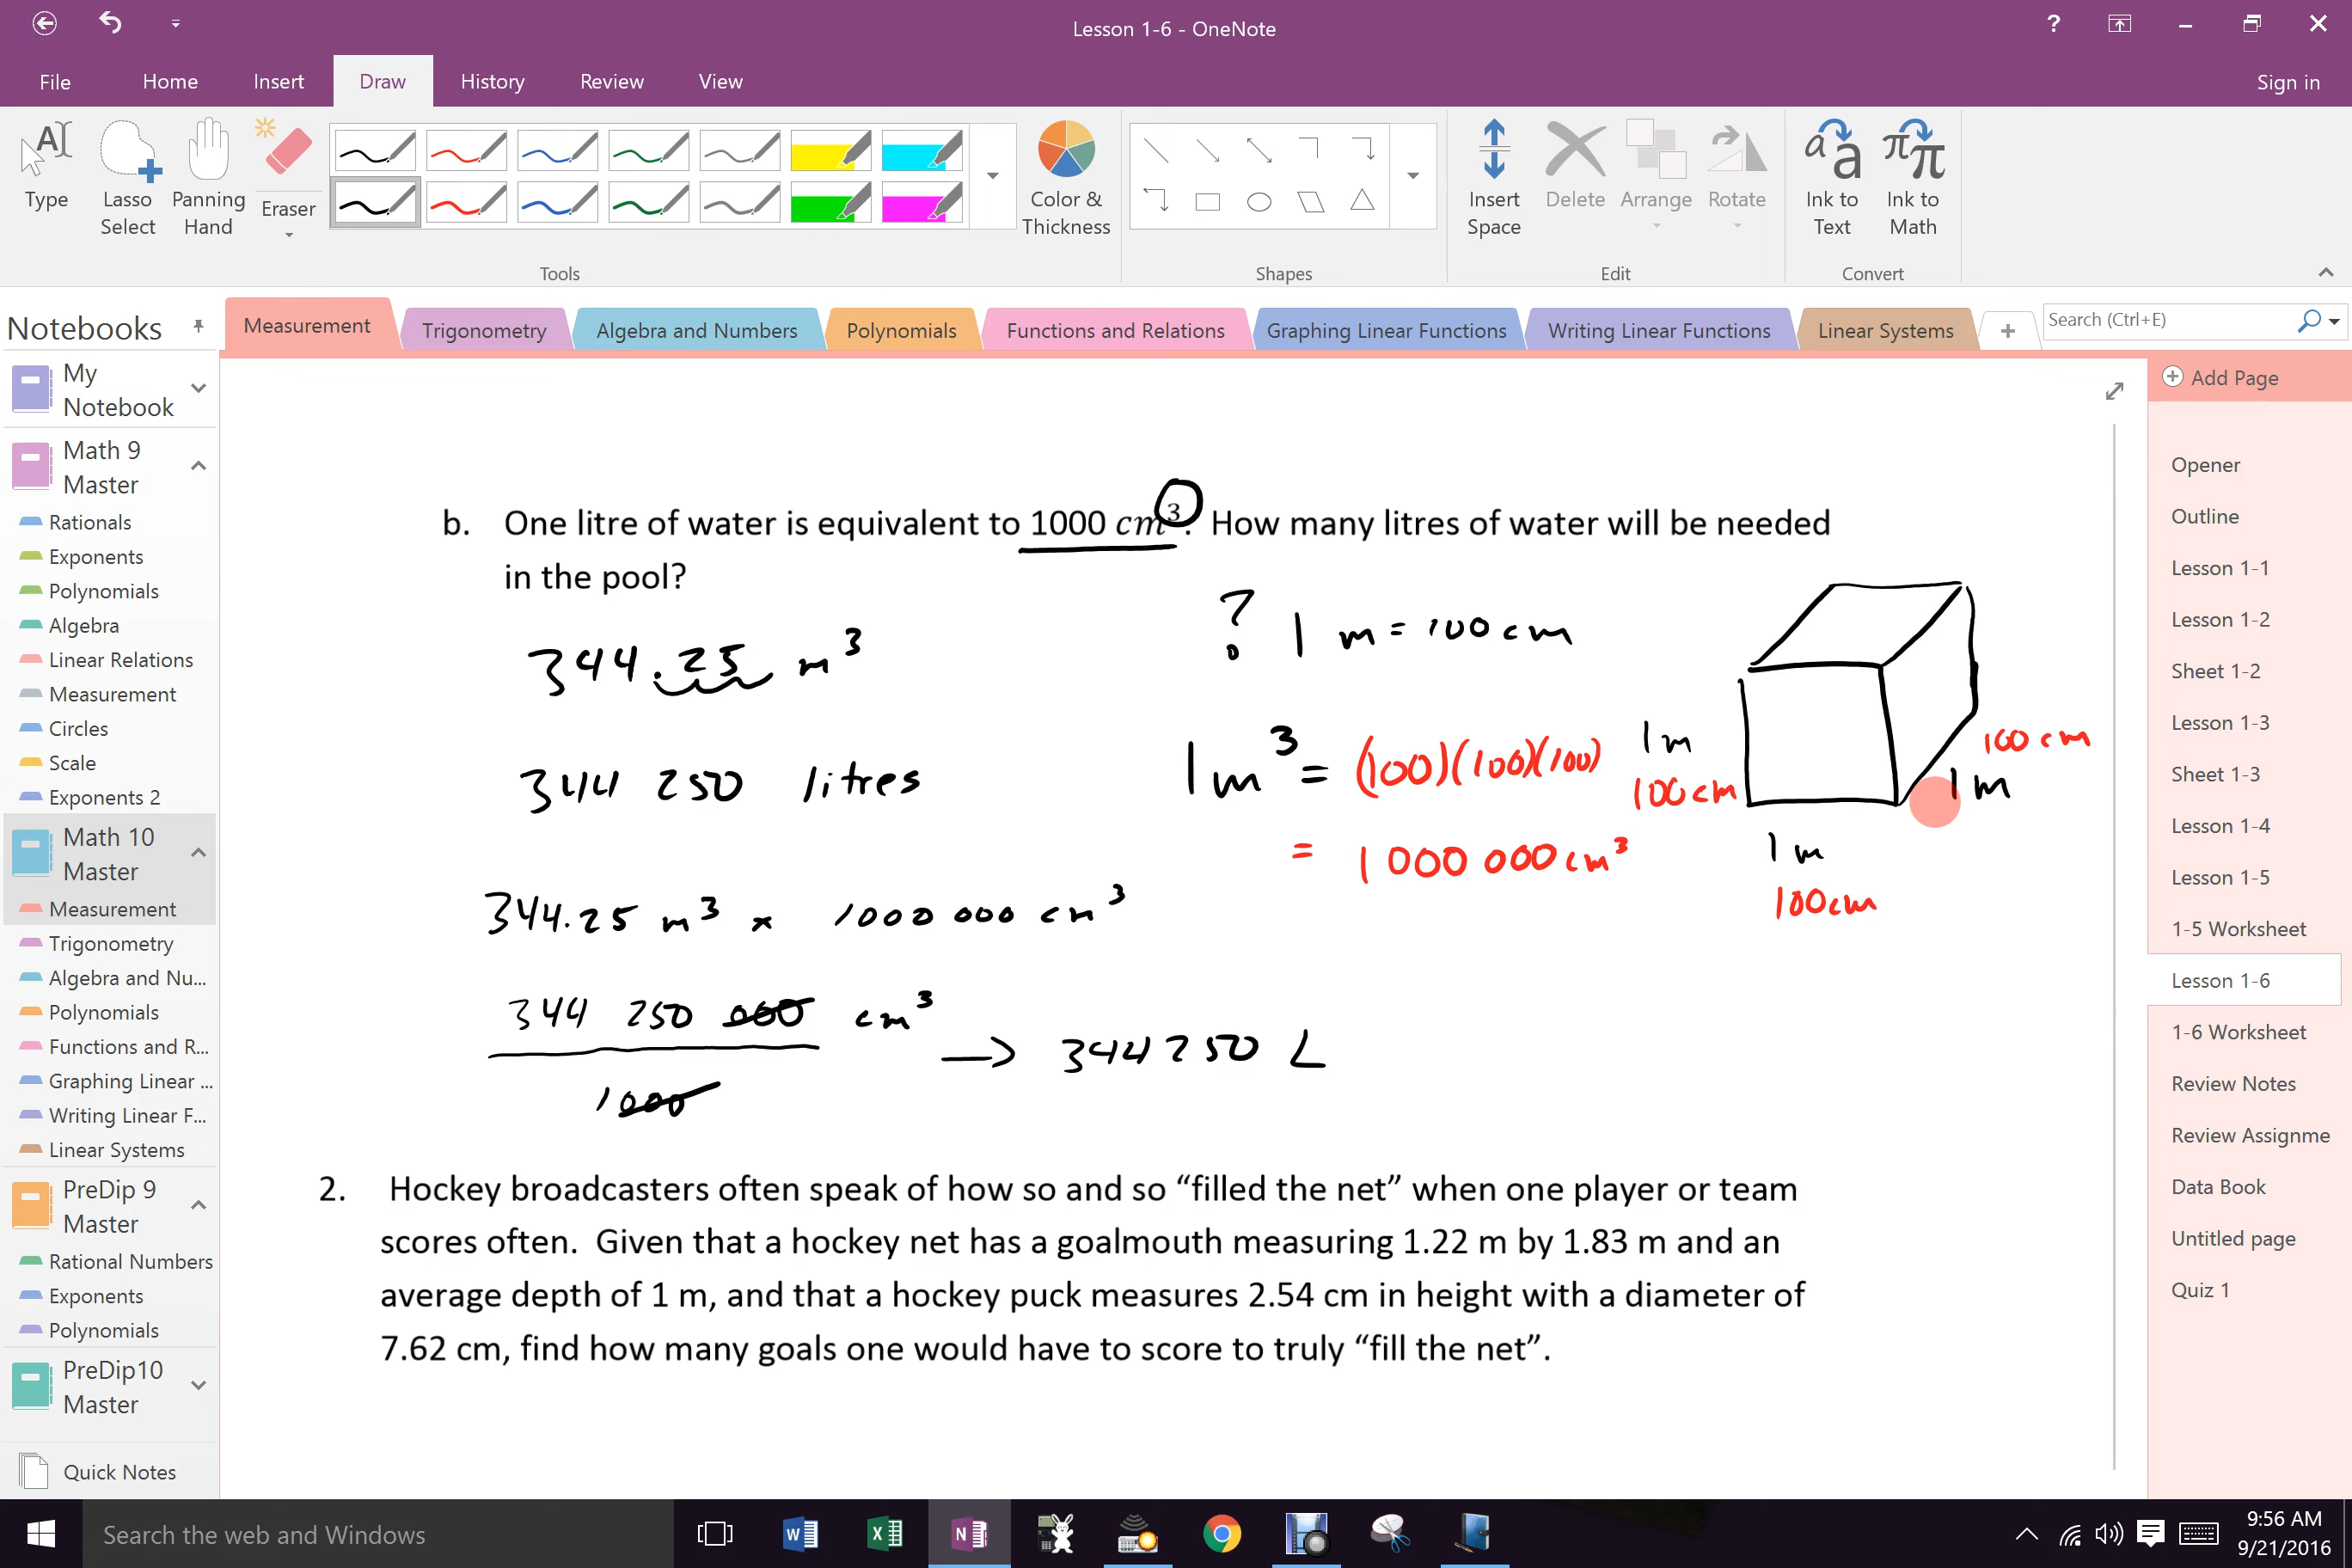 Lesson 1-6 - OneNote
?
File Home Insert Draw History Review View
Sign in
Type
Lasso Select
Panning Hand
Eraser
Color & Thickness
Insert Space
Delete
Arrange
Rotate
Ink to Text
Ink to Math
Tools Shapes Edit Convert
Notebooks
Measurement Trigonometry Algebra and Numbers Polynomials Functions and Relations Graphing Linear Functions Writing Linear Functions Linear Systems +
Search (Ctrl+E)
My Notebook
Math 9 Master
Rationals
Exponents
Polynomials
Algebra
Linear Relations
Measurement
Circles
Scale
Exponents 2
Math 10 Master
Measurement
Trigonometry
Algebra and Nu...
Polynomials
Functions and R...
Graphing Linear ...
Writing Linear F...
Linear Systems
PreDip 9 Master
Rational Numbers
Exponents
Polynomials
PreDip10 Master
Quick Notes
b. One litre of water is equivalent to 1000 cm³. How many litres of water will be needed
in the pool?
344.25 m³
? 1 m = 100 cm
344 250 litres
1 m³ = (100)(100)(100)
= 1 000 000 cm³
1 m
100 cm
100 cm
1 m
1 m
100 cm
344.25 m³ x 1000 000 cm³
344 250 000 cm³
1000
→ 344 250 L
2. Hockey broadcasters often speak of how so and so “filled the net” when one player or team
scores often. Given that a hockey net has a goalmouth measuring 1.22 m by 1.83 m and an
average depth of 1 m, and that a hockey puck measures 2.54 cm in height with a diameter of
7.62 cm, find how many goals one would have to score to truly “fill the net”.
Add Page
Opener
Outline
Lesson 1-1
Lesson 1-2
Sheet 1-2
Lesson 1-3
Sheet 1-3
Lesson 1-4
Lesson 1-5
1-5 Worksheet
Lesson 1-6
1-6 Worksheet
Review Notes
Review Assignme
Data Book
Untitled page
Quiz 1
Search the web and Windows
9:56 AM
9/21/2016